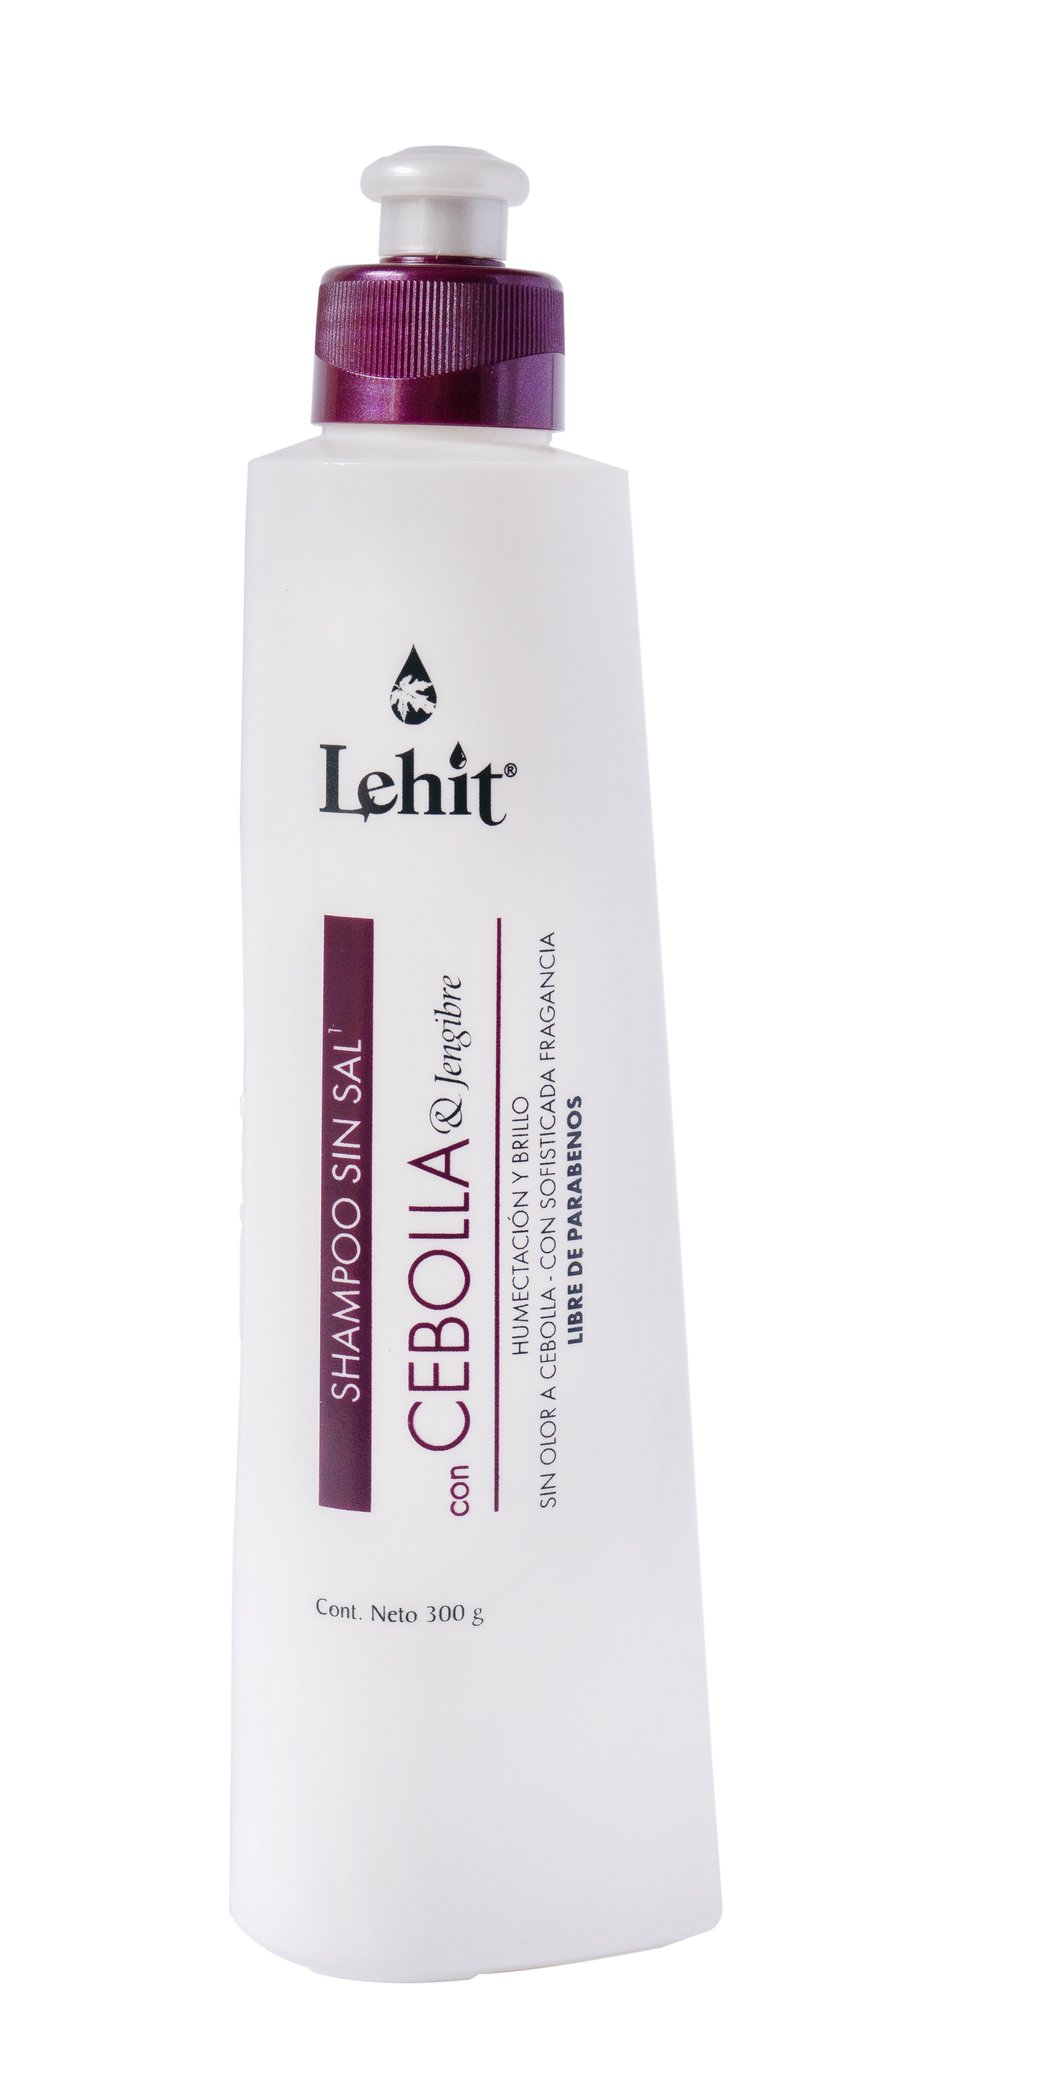 Lehit®
SHAMPOO SIN SAL¹·
con CEBOLLA & Jengibre
HUMECTACIÓN Y BRILLO
SIN OLOR A CEBOLLA - CON SOFISTICADA FRAGANCIA
LIBRE DE PARABENOS
Cont. Neto 300 g